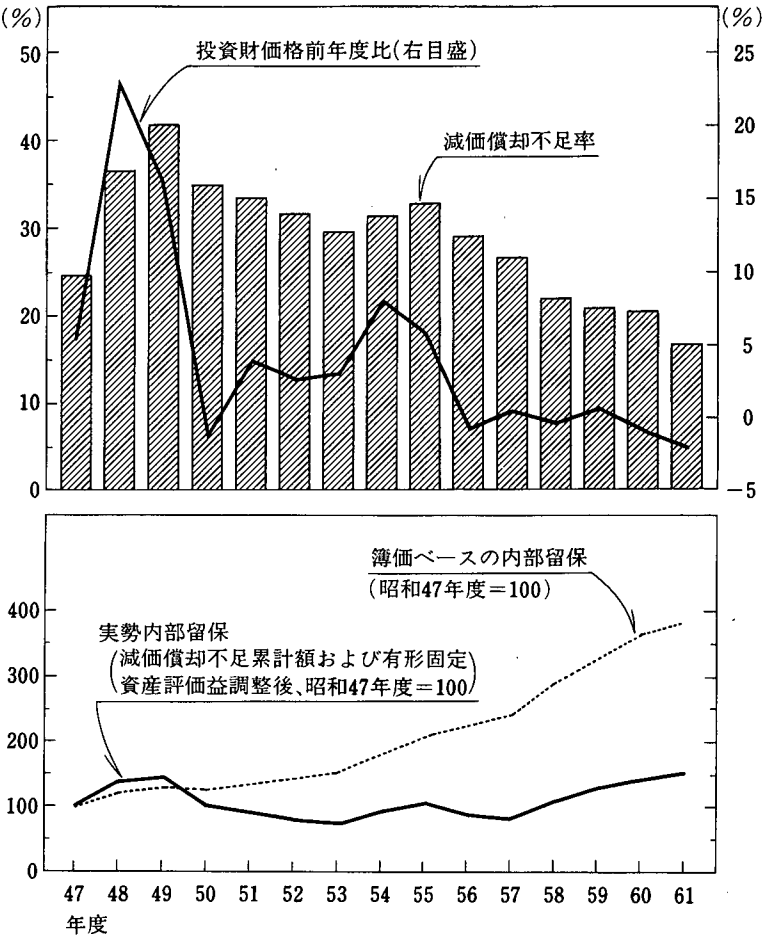 (%)
(%)
50
40
30
20
10
0
25
20
15
10
5
0
−5
投資財価格前年度比(右目盛)
減価償却不足率
400
300
200
100
0
簿価ベースの内部留保
(昭和47年度=100)
実勢内部留保
(減価償却不足累計額および有形固定
資産評価益調整後、昭和47年度=100)
47 48 49 50 51 52 53 54 55 56 57 58 59 60 61
年度